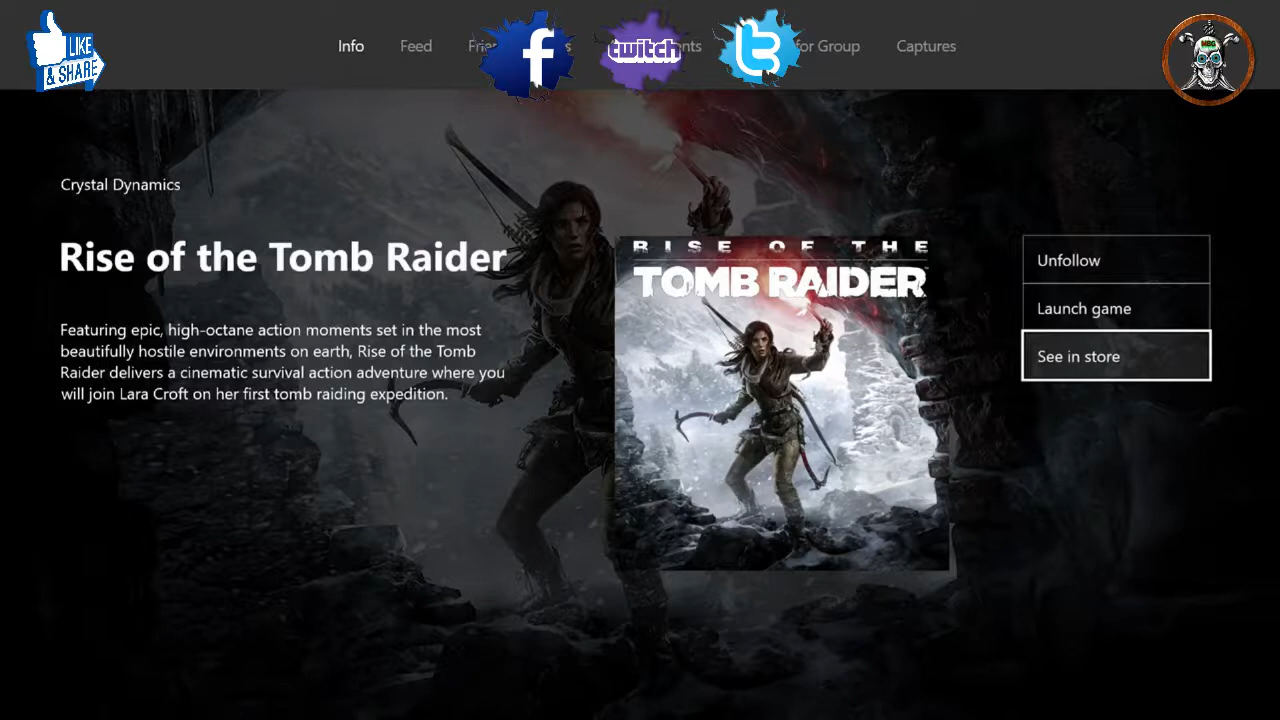 LIKE
& SHARE
Info
Feed
twitch
for Group
Captures
MBG
Crystal Dynamics
Rise of the Tomb Raider
Featuring epic, high-octane action moments set in the most
beautifully hostile environments on earth, Rise of the Tomb
Raider delivers a cinematic survival action adventure where you
will join Lara Croft on her first tomb raiding expedition.
RISE OF THE
TOMB RAIDER
Unfollow
Launch game
See in store